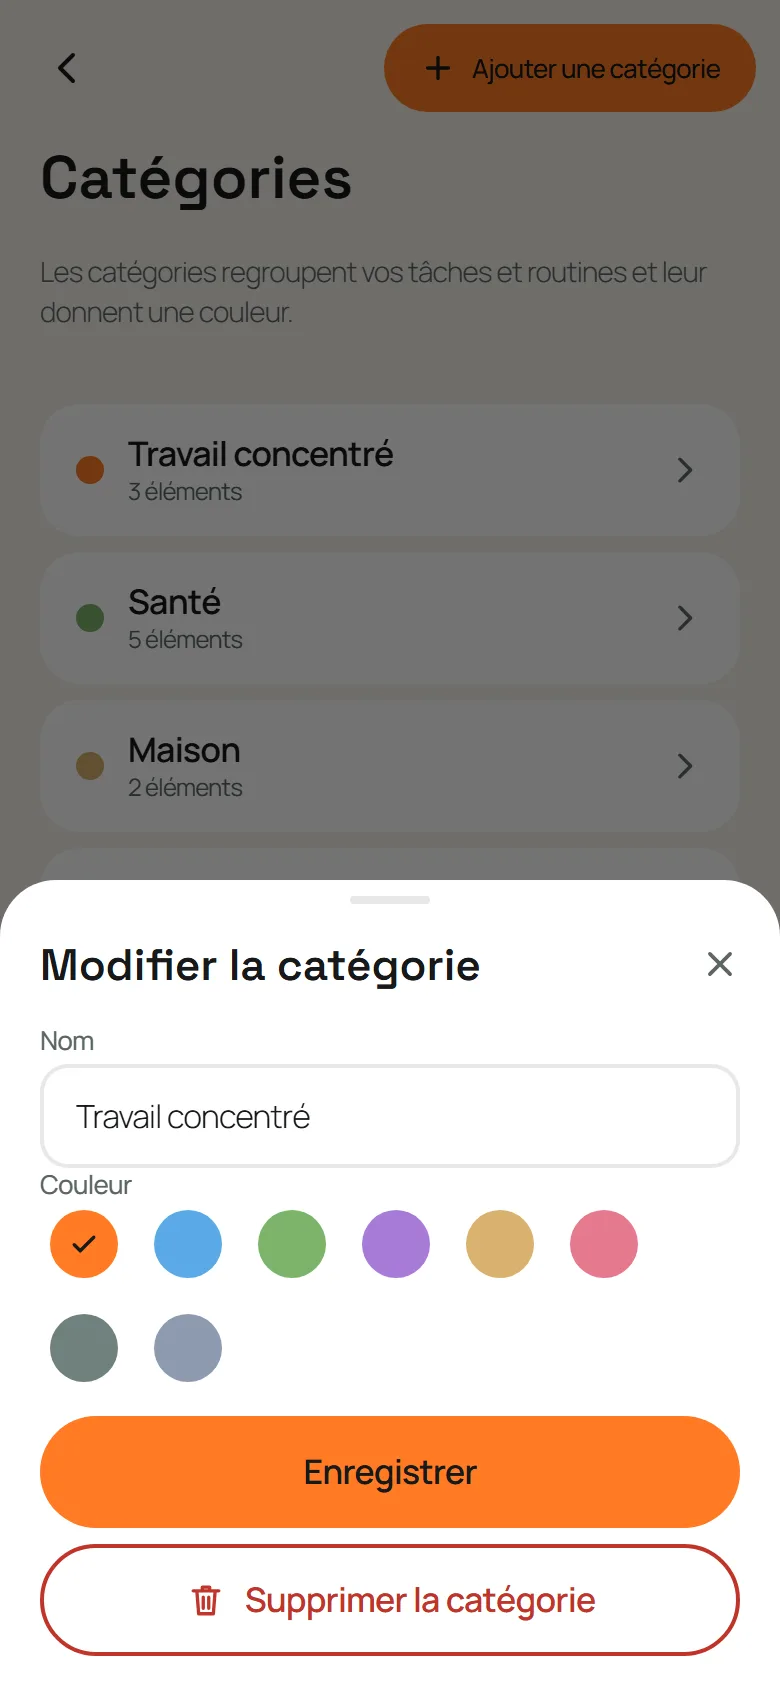 Ajouter une catégorie
Catégories
Les catégories regroupent vos tâches et routines et leur
donnent une couleur.
Travail concentré
3 éléments
Santé
5 éléments
Maison
2 éléments
Modifier la catégorie
Nom
Travail concentré
Couleur
Enregistrer
Supprimer la catégorie